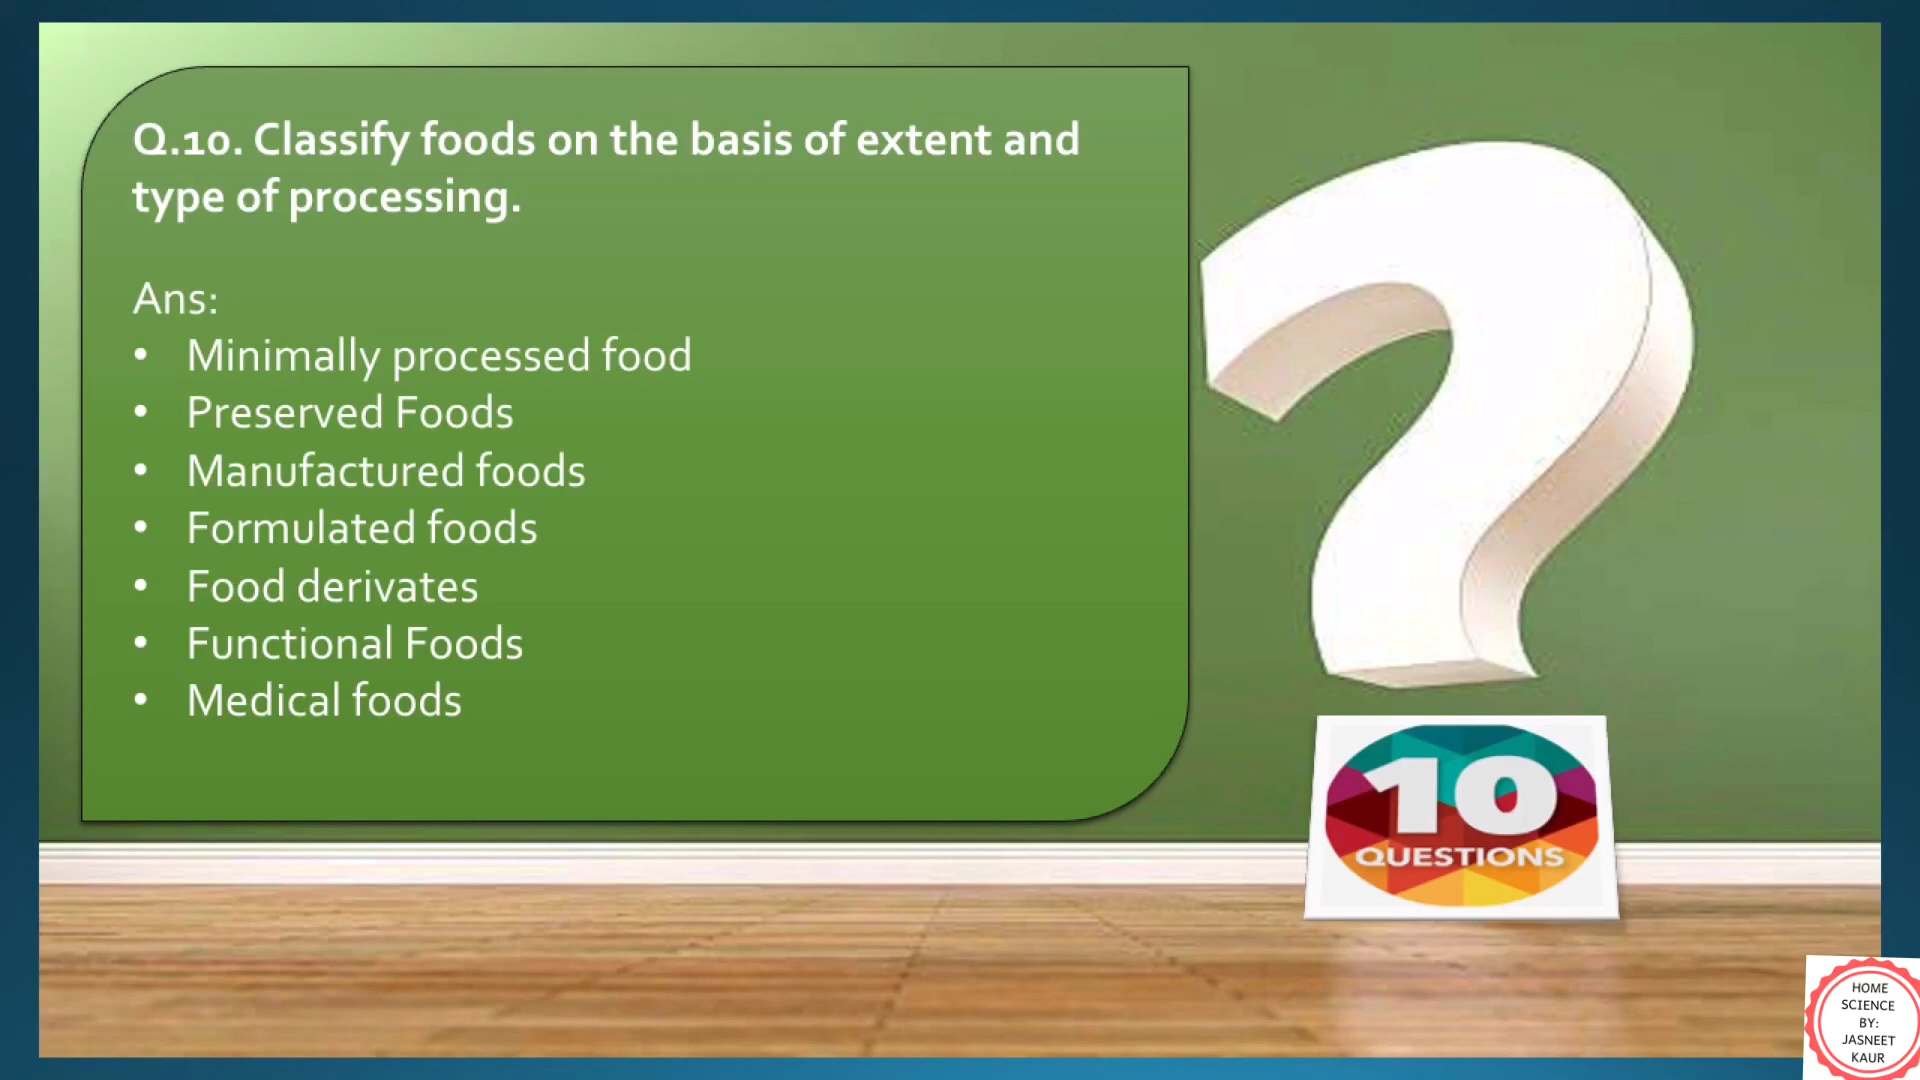 Q.10. Classify foods on the basis of extent and
type of processing.
Ans:
• Minimally processed food
• Preserved Foods
• Manufactured foods
• Formulated foods
• Food derivates
• Functional Foods
• Medical foods
10
QUESTIONS
HOME
SCIENCE
BY:
JASNEET
KAUR